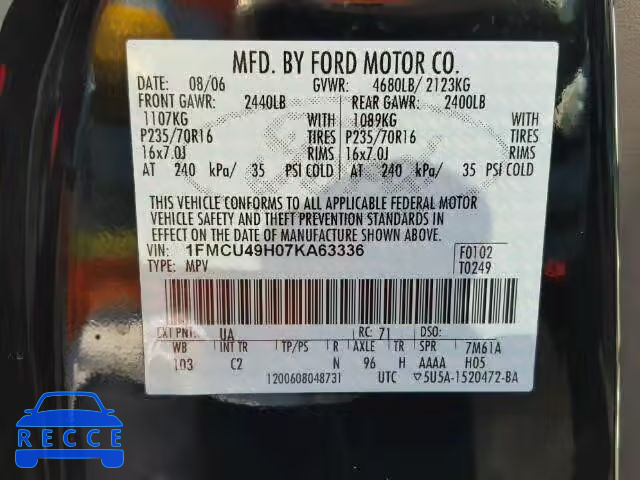 MFD. BY FORD MOTOR CO.
DATE: 08/06 GVWR: 4680LB/ 2123KG
FRONT GAWR: 2440LB REAR GAWR: 2400LB
1107KG WITH 1089KG WITH
P235/70R16 TIRES P235/70R16 TIRES
16x7.0J RIMS 16x7.0J RIMS
AT 240 kPa/ 35 PSI COLD AT 240 kPa/ 35 PSI COLD
THIS VEHICLE CONFORMS TO ALL APPLICABLE FEDERAL MOTOR
VEHICLE SAFETY AND THEFT PREVENTION STANDARDS IN
EFFECT ON THE DATE OF MANUFACTURE SHOWN ABOVE.
VIN: 1FMCU49H07KA63336 F0102
TYPE: MPV T0249
EXT PNT: UA RC: 71 DSO:
WB INT TR TP/PS R AXLE TR SPR 7M61A
103 C2 N 96 H AAAA H05
1200608048731 UTC ▽5U5A-1520472-BA
RECCE